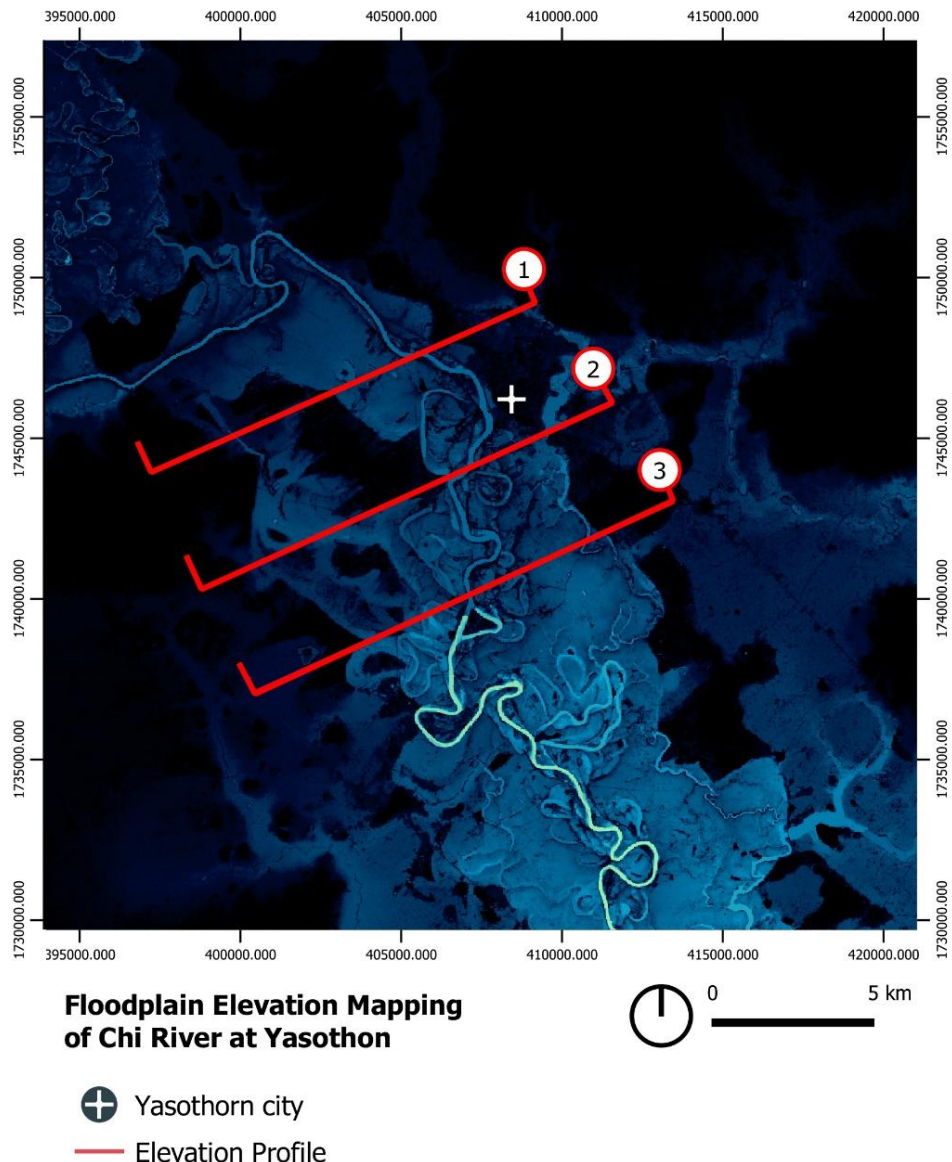 395000.000 400000.000 405000.000 410000.000 415000.000 420000.000
1755000.000
1755000.000
1750000.000
1750000.000
1745000.000
1745000.000
1740000.000
1740000.000
1735000.000
1735000.000
1730000.000
1730000.000
1
2
3
395000.000 400000.000 405000.000 410000.000 415000.000 420000.000
Floodplain Elevation Mapping
of Chi River at Yasothon
0 5 km
Yasothorn city
Elevation Profile